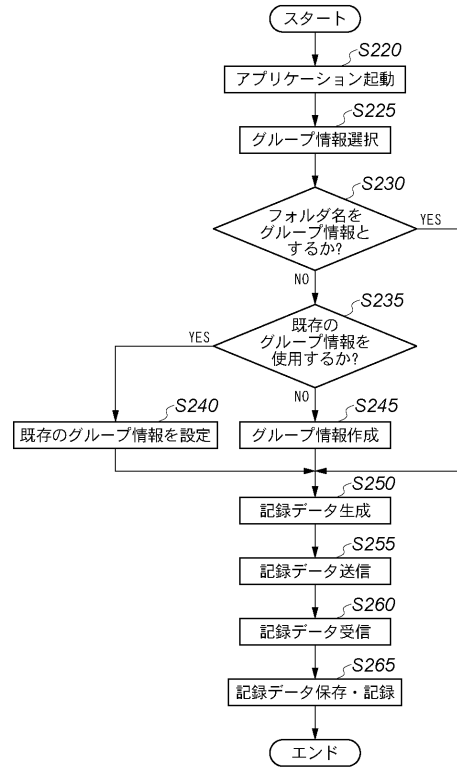 スタート
S220
アプリケーション起動
S225
グループ情報選択
S230
フォルダ名を
グループ情報と
するか?
YES
NO
S235
既存の
グループ情報を
使用するか?
YES
NO
S240
既存のグループ情報を設定
S245
グループ情報作成
S250
記録データ生成
S255
記録データ送信
S260
記録データ受信
S265
記録データ保存・記録
エンド